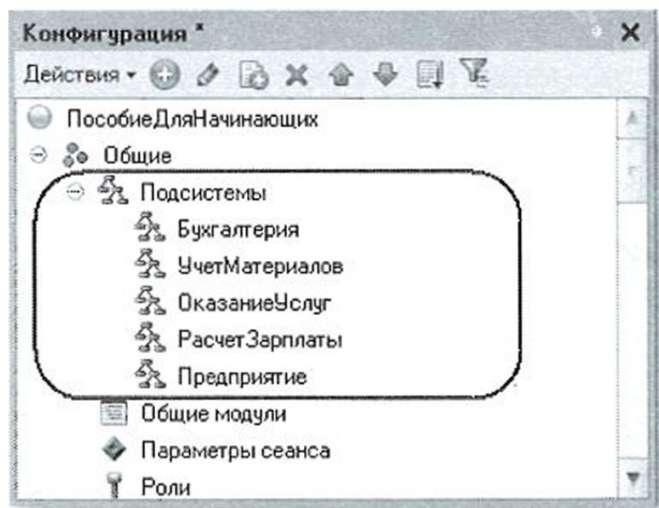 Конфигурация *
Действия
ПособиеДляНачинающих
Общие
Подсистемы
Бухгалтерия
УчетМатериалов
ОказаниеУслуг
РасчетЗарплаты
Предприятие
Общие модули
Параметры сеанса
Роли